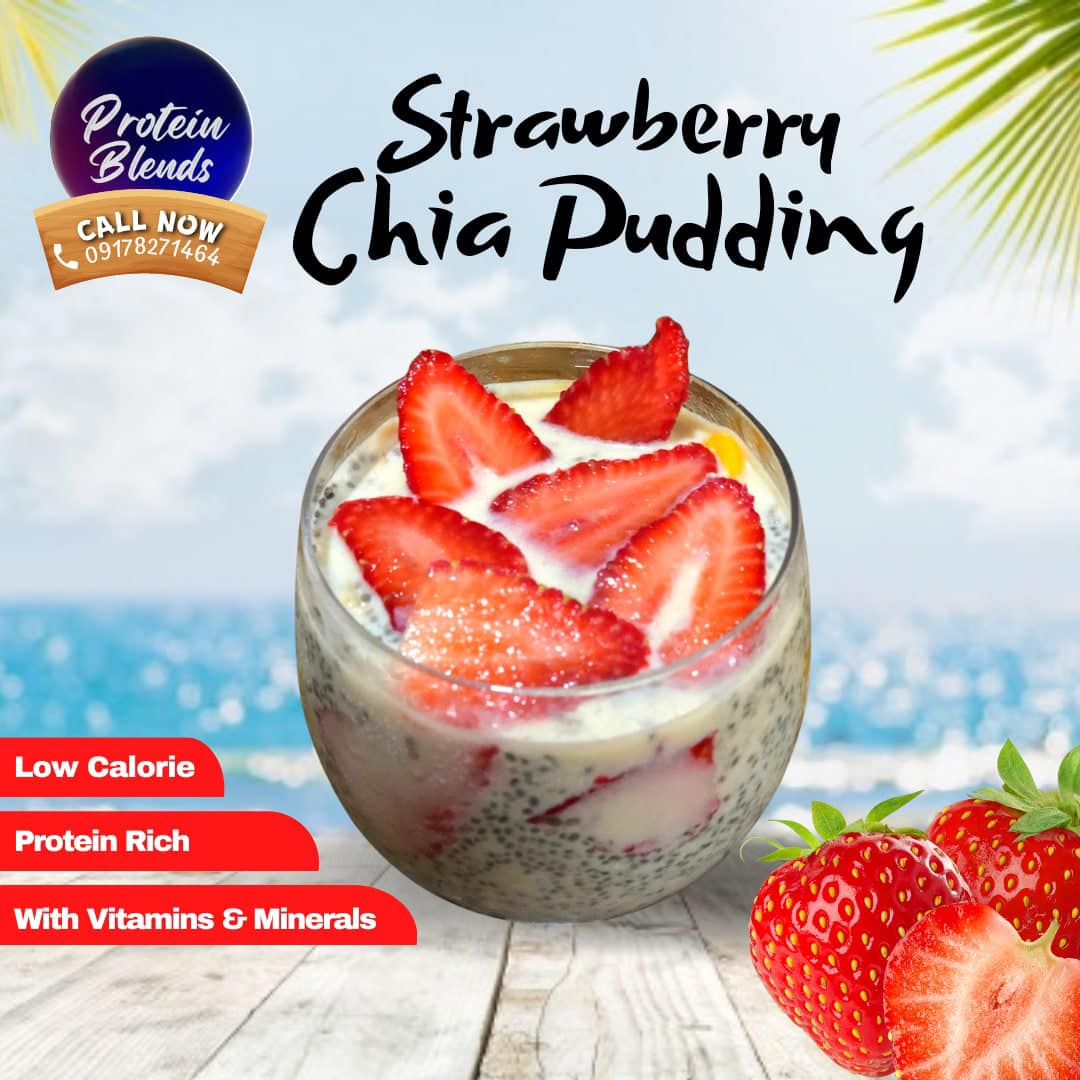 Protein
Blends
CALL NOW
09178271464
Strawberry
Chia Pudding
Low Calorie
Protein Rich
With Vitamins & Minerals